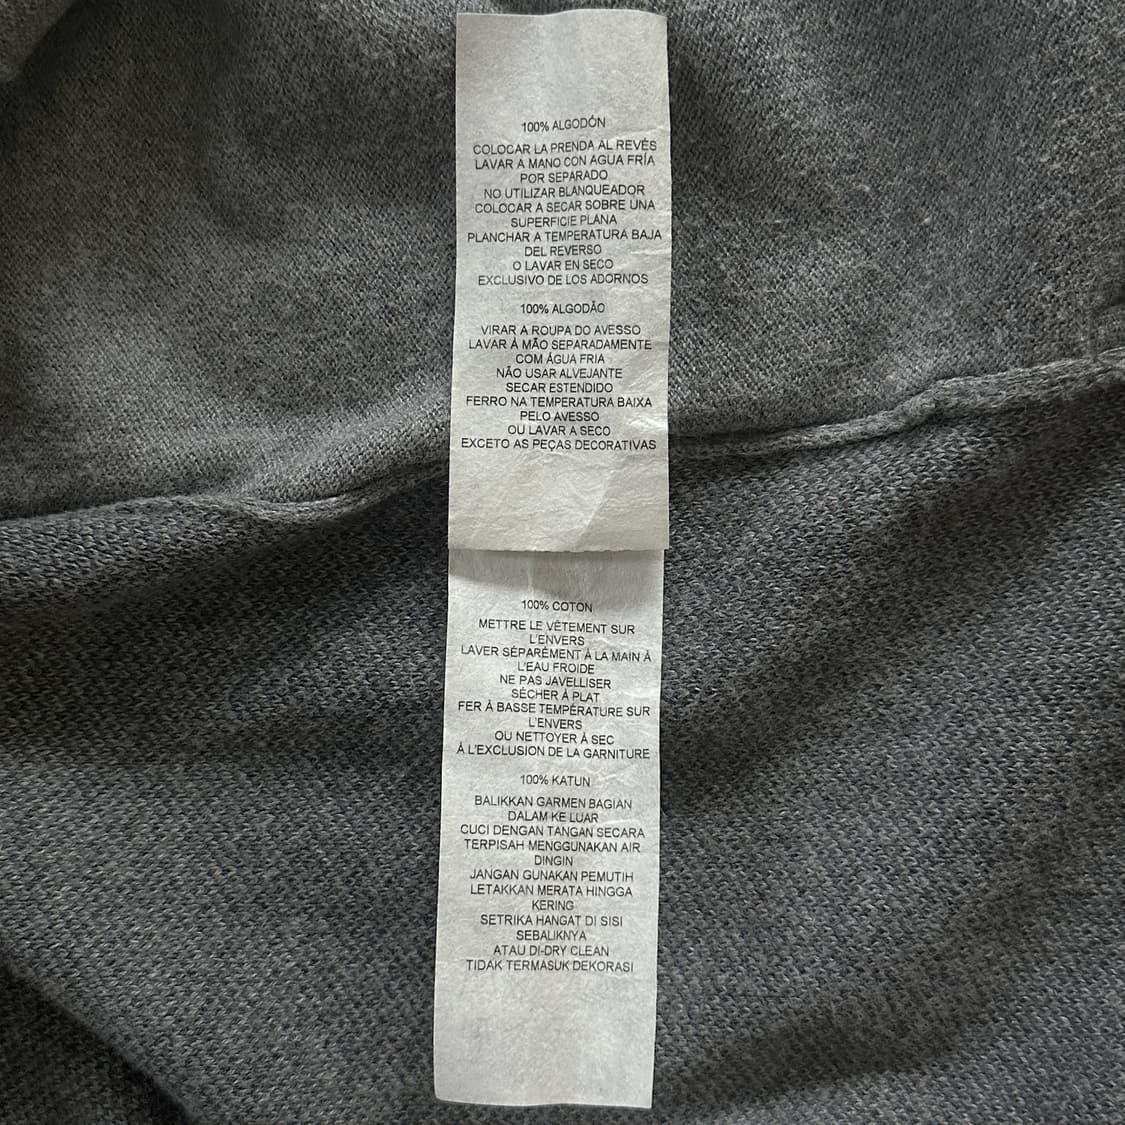 100% ALGODÓN
COLOCAR LA PRENDA AL REVÉS
LAVAR A MANO CON AGUA FRÍA
POR SEPARADO
NO UTILIZAR BLANQUEADOR
COLOCAR A SECAR SOBRE UNA
SUPERFICIE PLANA
PLANCHAR A TEMPERATURA BAJA
DEL REVERSO
O LAVAR EN SECO
EXCLUSIVO DE LOS ADORNOS
100% ALGODÃO
VIRAR A ROUPA DO AVESSO
LAVAR À MÃO SEPARADAMENTE
COM ÁGUA FRIA
NÃO USAR ALVEJANTE
SECAR ESTENDIDO
FERRO NA TEMPERATURA BAIXA
PELO AVESSO
OU LAVAR A SECO
EXCETO AS PEÇAS DECORATIVAS
100% COTON
METTRE LE VÊTEMENT SUR
L'ENVERS
LAVER SÉPARÉMENT À LA MAIN À
L'EAU FROIDE
NE PAS JAVELLISER
SÉCHER À PLAT
FER À BASSE TEMPÉRATURE SUR
L'ENVERS
OU NETTOYER À SEC
À L'EXCLUSION DE LA GARNITURE
100% KATUN
BALIKKAN GARMEN BAGIAN
DALAM KE LUAR
CUCI DENGAN TANGAN SECARA
TERPISAH MENGGUNAKAN AIR
DINGIN
JANGAN GUNAKAN PEMUTIH
LETAKKAN MERATA HINGGA
KERING
SETRIKA HANGAT DI SISI
SEBALIKNYA
ATAU DI-DRY CLEAN
TIDAK TERMASUK DEKORASI